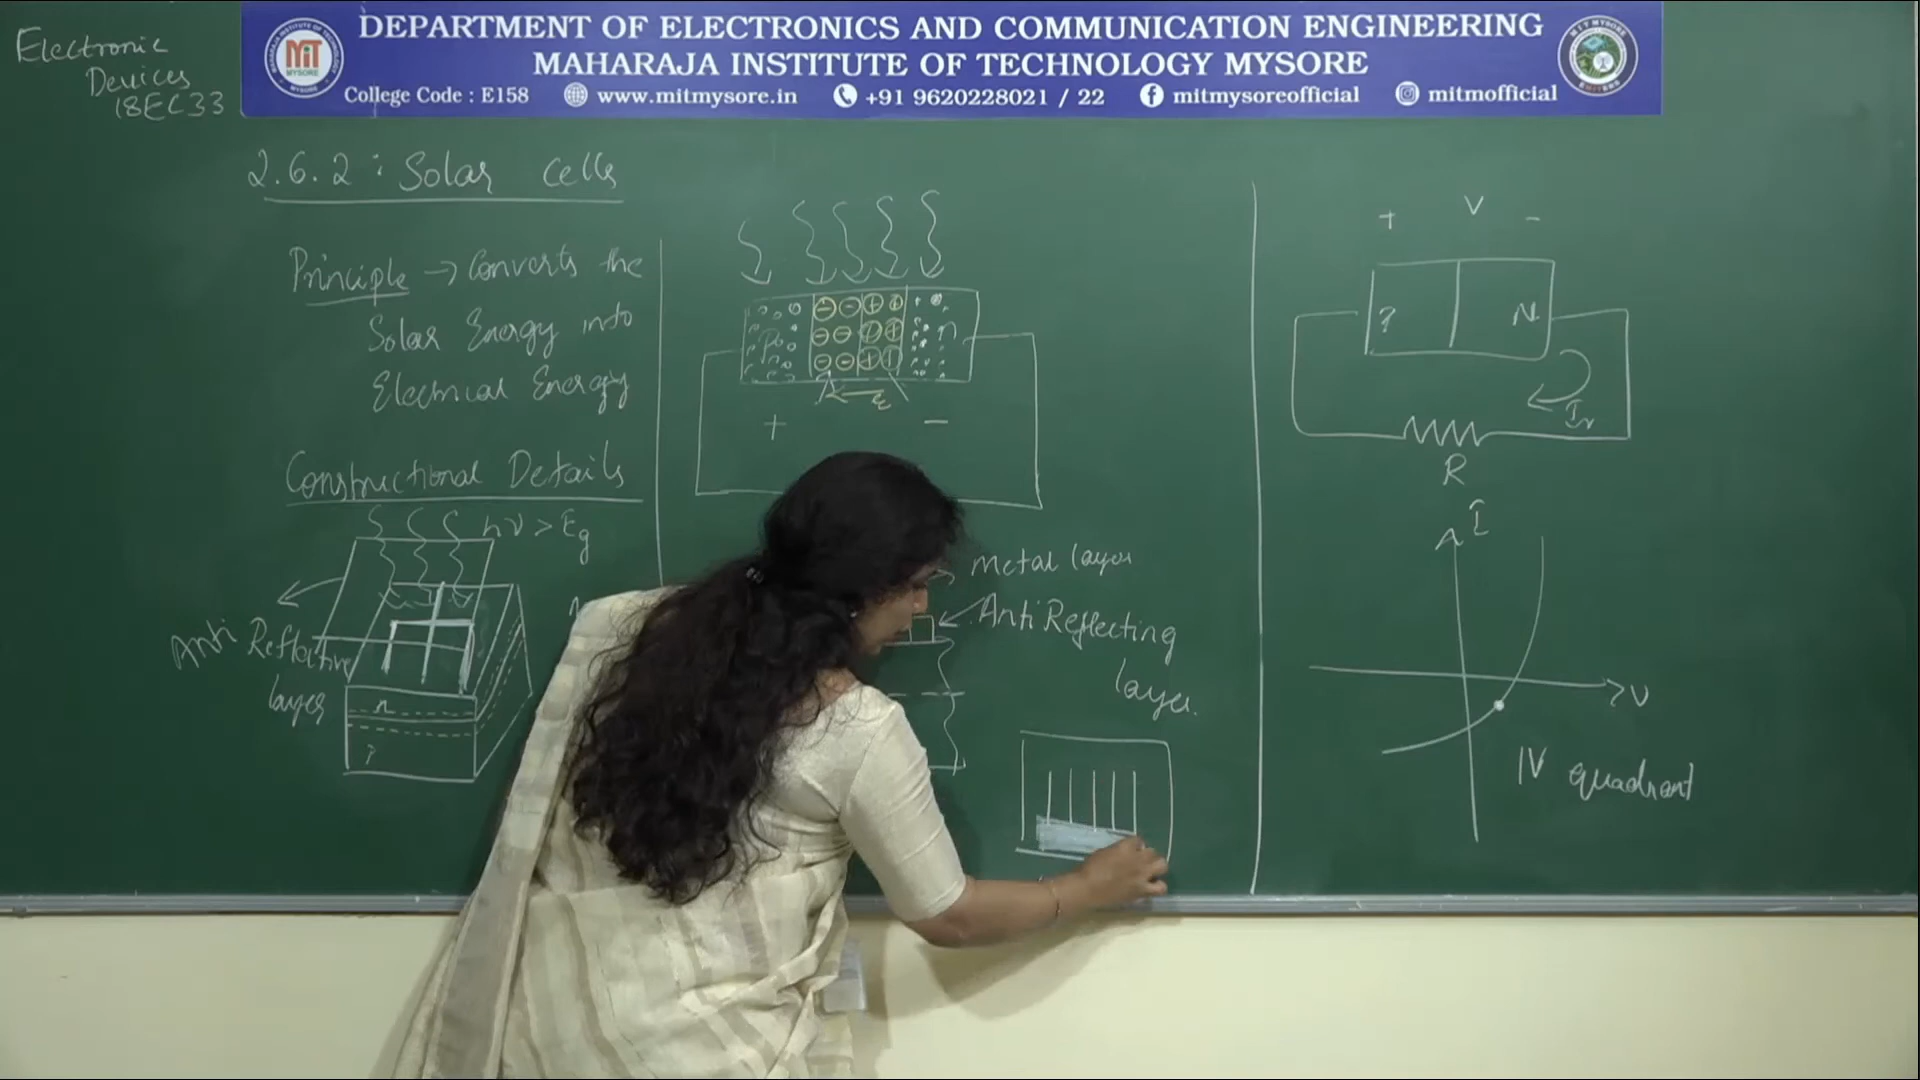 DEPARTMENT OF ELECTRONICS AND COMMUNICATION ENGINEERING
MAHARAJA INSTITUTE OF TECHNOLOGY MYSORE
College Code : E158 www.mitmysore.in +91 9620228021 / 22 mitmysoreofficial mitmofficial
MIT
MYSORE
Electronic
Devices
18EC33
2.6.2 : Solar cells
Principle → Converts the
Solar Energy into
Electrical Energy
Constructional Details
hν > Eg
Anti Reflective
layer
n
P
P n
ε
+ −
Metal layer
Anti Reflecting
layer.
+ V −
P N
Ir
R
I
V
IV quadrant